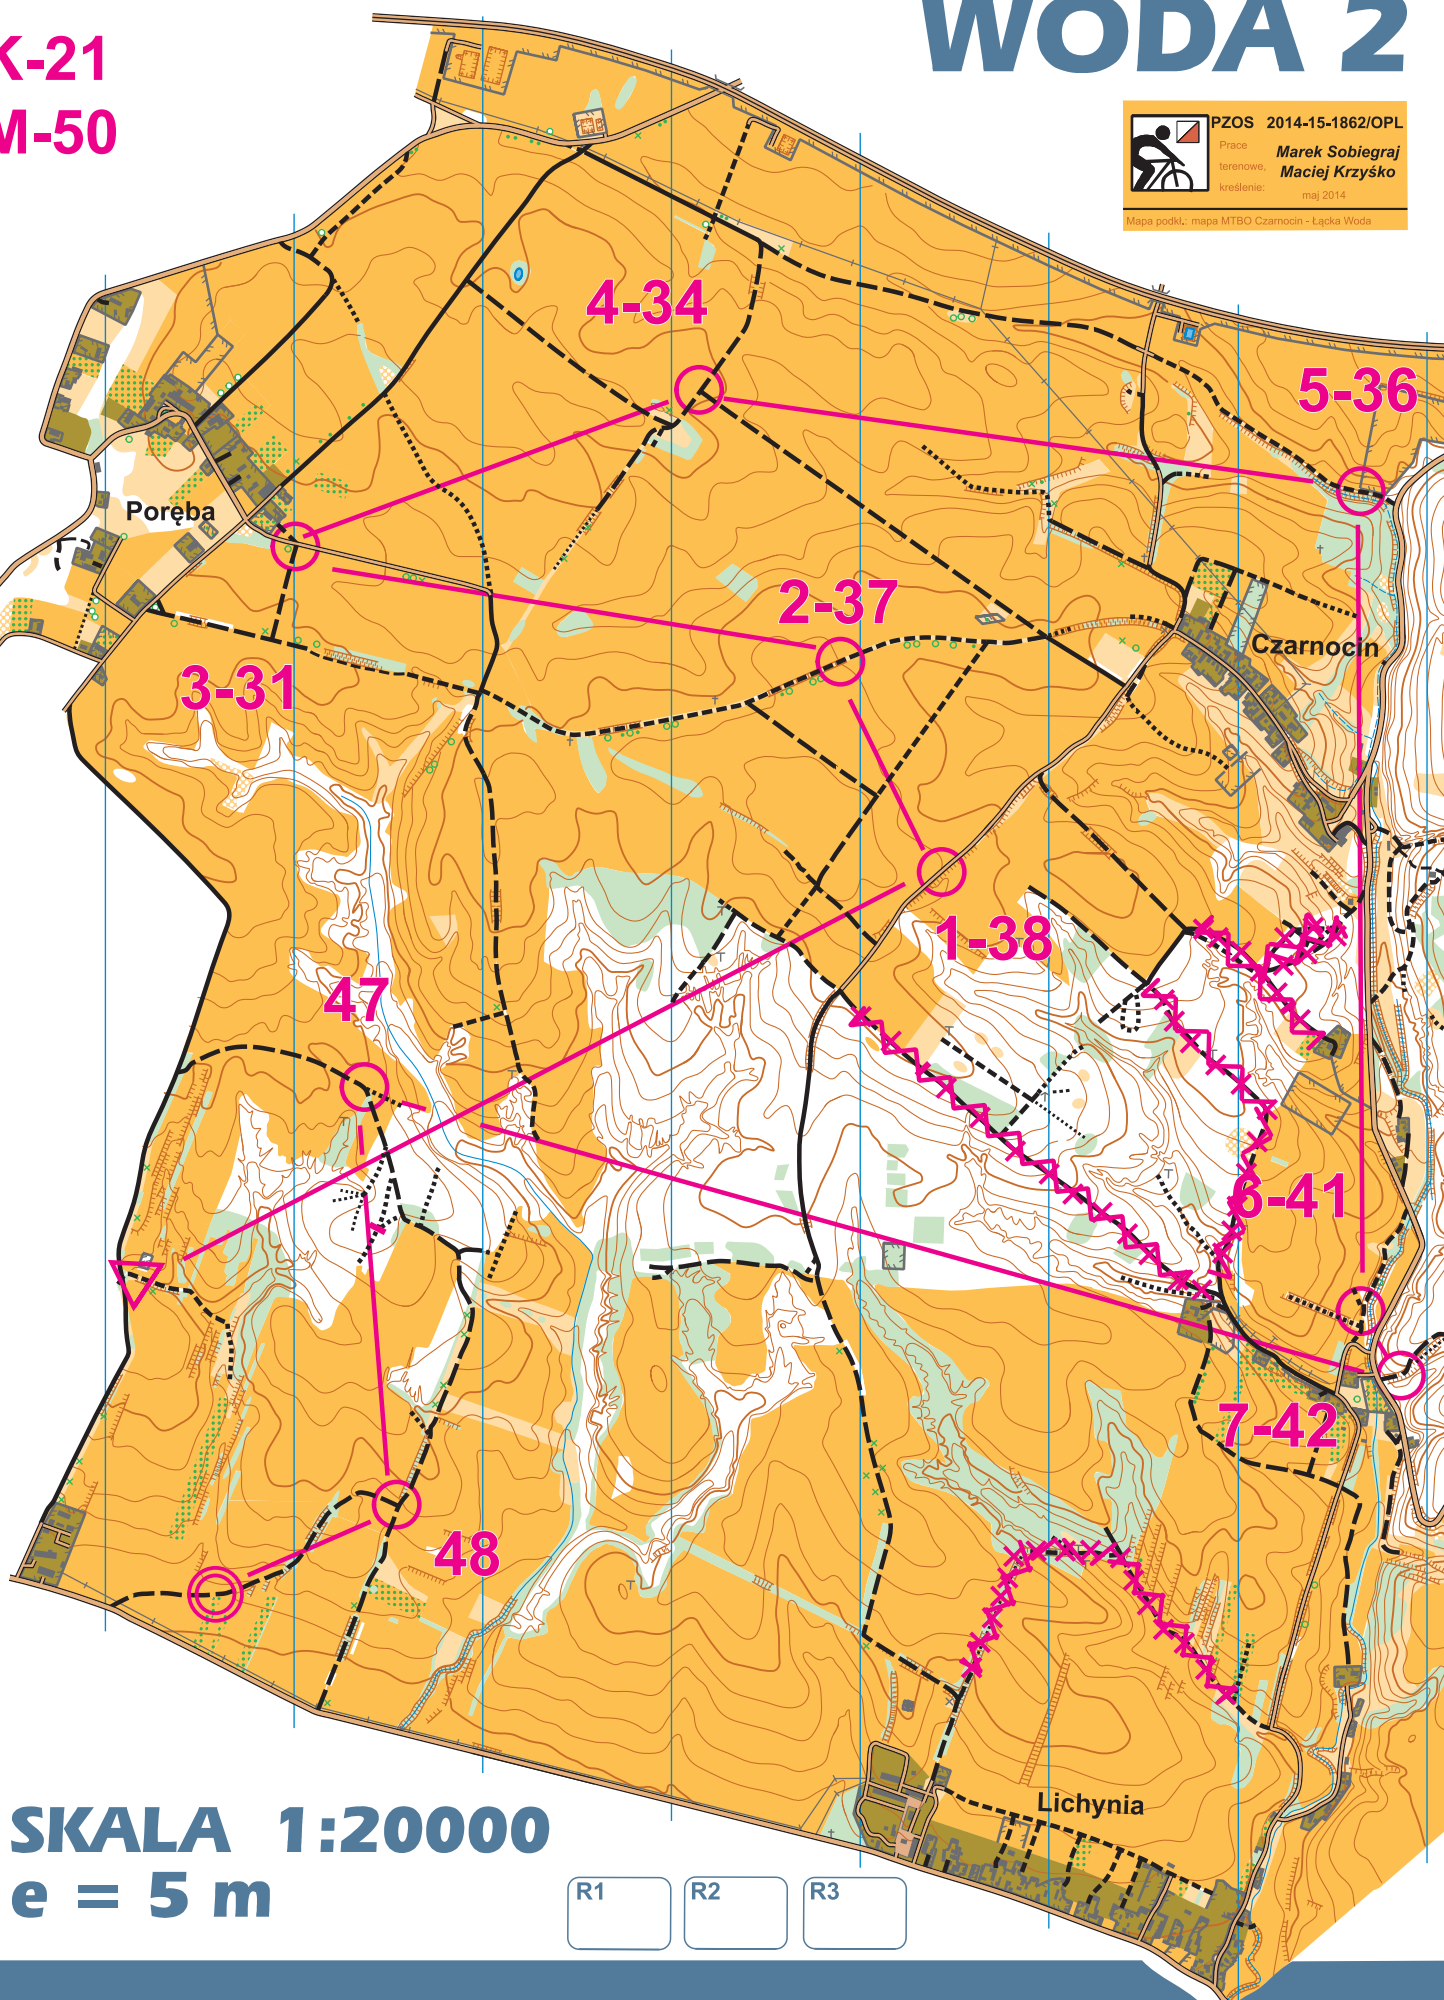 WODA 2
K-21
M-50
PZOS 2014-15-1862/OPL
Prace
terenowe,
kreślenie:
Marek Sobiegraj
Maciej Krzyśko
maj 2014
Mapa podkł.: mapa MTBO Czarnocin - Łącka Woda
4-34
5-36
Poręba
2-37
Czarnocin
3-31
1-38
47
6-41
7-42
48
Lichynia
SKALA 1:20000
e = 5 m
R1
R2
R3